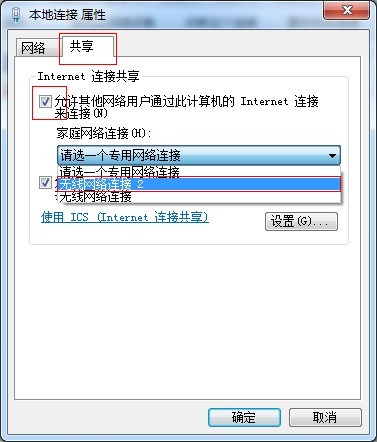 本地连接 属性
网络 共享
Internet 连接共享
允许其他网络用户通过此计算机的 Internet 连接
来连接(N)
家庭网络连接(H):
请选一个专用网络连接
请选一个专用网络连接
无线网络连接 2
无线网络连接
使用 ICS (Internet 连接共享)
设置(G)...
确定 取消